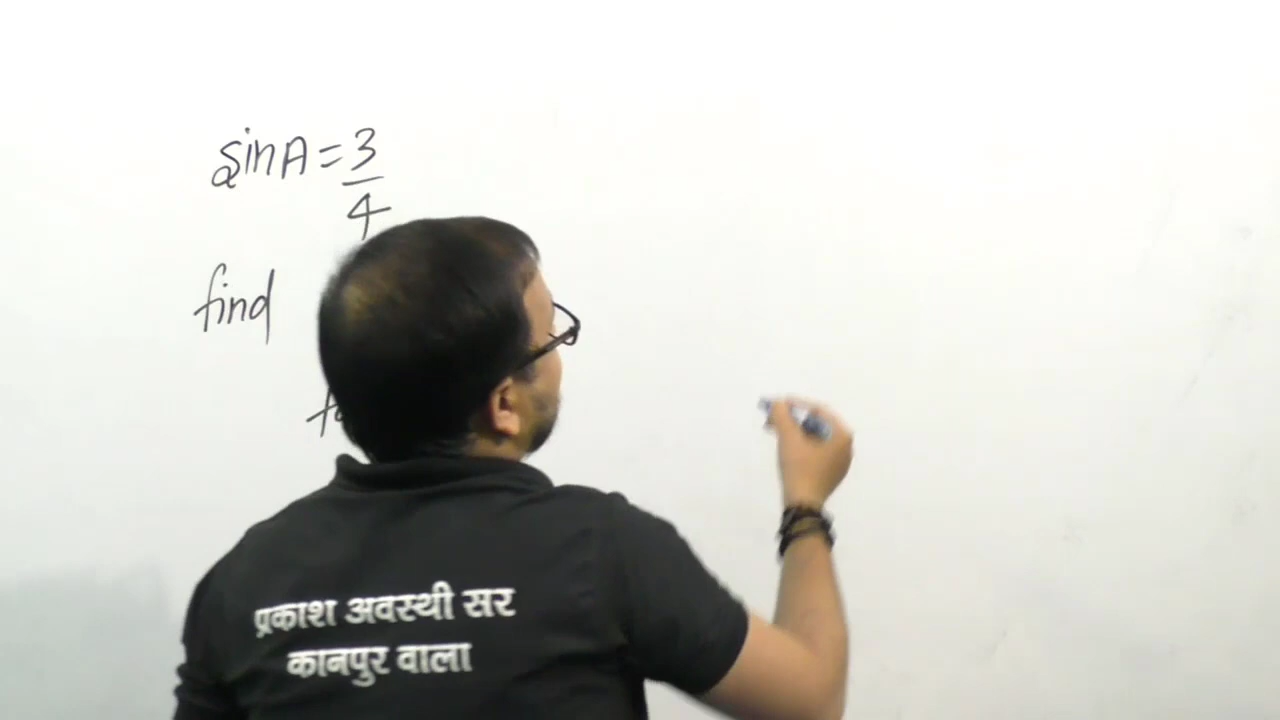 sinA = 3/4
find
प्रकाश अवस्थी सर
कानपुर वाला